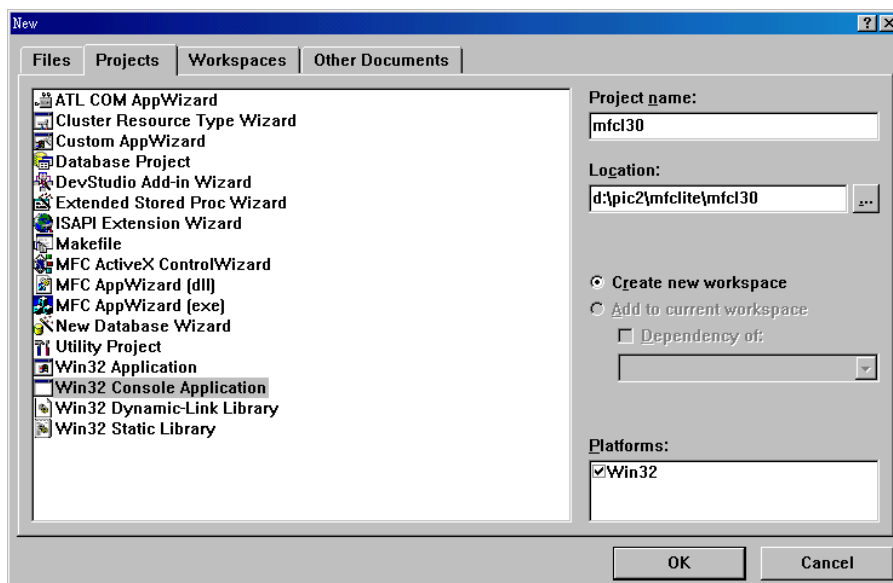 New
Files Projects Workspaces Other Documents
ATL COM AppWizard
Cluster Resource Type Wizard
Custom AppWizard
Database Project
DevStudio Add-in Wizard
Extended Stored Proc Wizard
ISAPI Extension Wizard
Makefile
MFC ActiveX ControlWizard
MFC AppWizard (dll)
MFC AppWizard (exe)
New Database Wizard
Utility Project
Win32 Application
Win32 Console Application
Win32 Dynamic-Link Library
Win32 Static Library
Project name:
mfcl30
Location:
d:\pic2\mfclite\mfcl30
...
Create new workspace
Add to current workspace
Dependency of:
Platforms:
Win32
OK Cancel